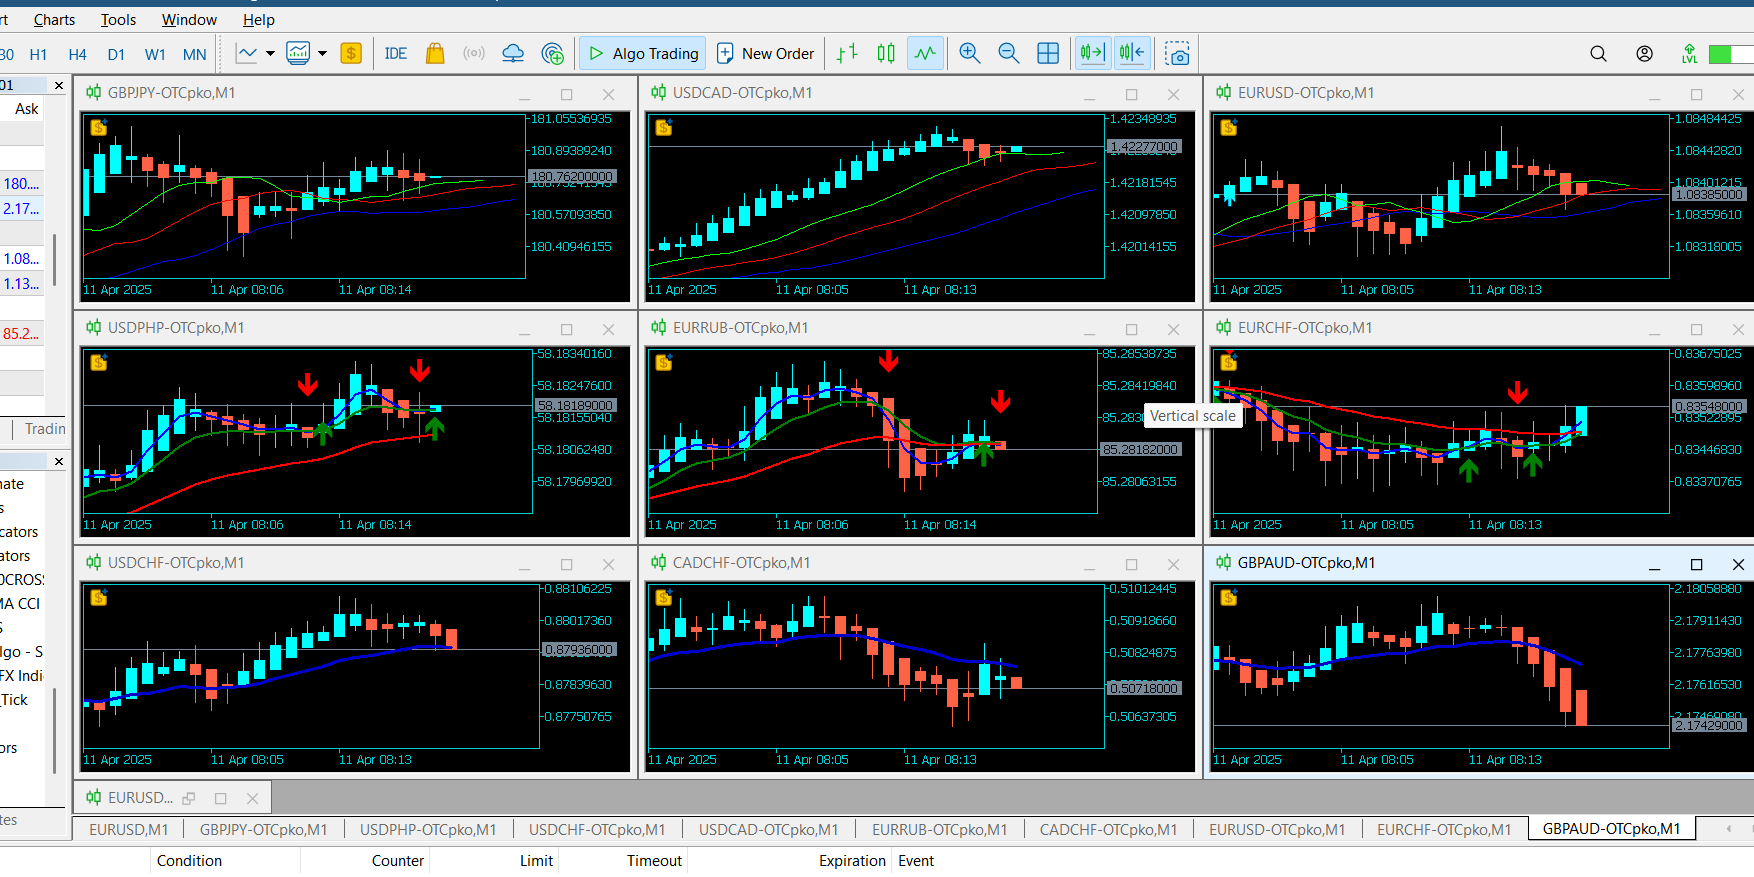 rt Charts Tools Window Help
30 H1 H4 D1 W1 MN IDE Algo Trading New Order LVL
01
Ask
180....
2.17...
1.08...
1.13...
85.2...
Tradin
nate
s
cators
ators
0CROSS
MA CCI
S
lgo - S
FX Indi
_Tick
ors
tes
GBPJPY-OTCpko,M1
181.05536935
180.89389240
180.76200000
180.57093850
180.40946155
11 Apr 2025 11 Apr 08:06 11 Apr 08:14
USDCAD-OTCpko,M1
1.42348935
1.42277000
1.42181545
1.42097850
1.42014155
11 Apr 2025 11 Apr 08:05 11 Apr 08:13
EURUSD-OTCpko,M1
1.08484425
1.08442820
1.08401215
1.08385000
1.08359610
1.08318005
11 Apr 2025 11 Apr 08:05 11 Apr 08:13
USDPHP-OTCpko,M1
58.18340160
58.18247600
58.18189000
58.18155040
58.18062480
58.17969920
11 Apr 2025 11 Apr 08:06 11 Apr 08:14
EURRUB-OTCpko,M1
85.28538735
85.28419840
85.2830
85.28182000
85.28063155
11 Apr 2025 11 Apr 08:06 11 Apr 08:14
Vertical scale
EURCHF-OTCpko,M1
0.83675025
0.83598960
0.83548000
0.83522895
0.83446830
0.83370765
11 Apr 2025 11 Apr 08:05 11 Apr 08:13
USDCHF-OTCpko,M1
0.88106225
0.88017360
0.87936000
0.87839630
0.87750765
11 Apr 2025 11 Apr 08:05 11 Apr 08:13
CADCHF-OTCpko,M1
0.51012445
0.50918660
0.50824875
0.50718000
0.50637305
11 Apr 2025 11 Apr 08:05 11 Apr 08:13
GBPAUD-OTCpko,M1
2.18058880
2.17911430
2.17763980
2.17616530
2.17469080
2.17429000
11 Apr 2025 11 Apr 08:05 11 Apr 08:13
EURUSD...
EURUSD,M1 GBPJPY-OTCpko,M1 USDPHP-OTCpko,M1 USDCHF-OTCpko,M1 USDCAD-OTCpko,M1 EURRUB-OTCpko,M1 CADCHF-OTCpko,M1 EURUSD-OTCpko,M1 EURCHF-OTCpko,M1 GBPAUD-OTCpko,M1
Condition Counter Limit Timeout Expiration Event